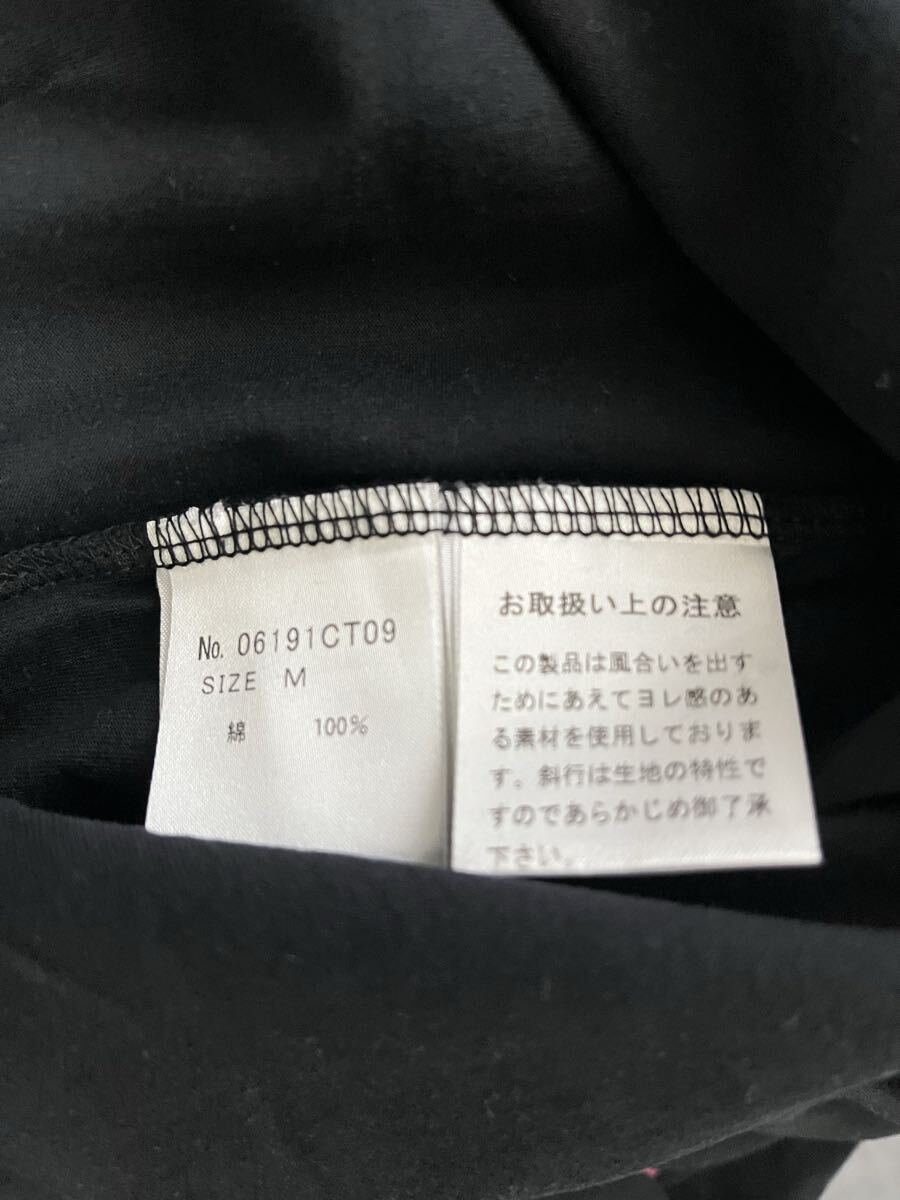 No. 06191CT09
SIZE M
綿 100%
お取扱い上の注意
この製品は風合いを出す
ためにあえてヨレ感のあ
る素材を使用しておりま
す。斜行は生地の特性で
すのであらかじめ御了承
下さい。